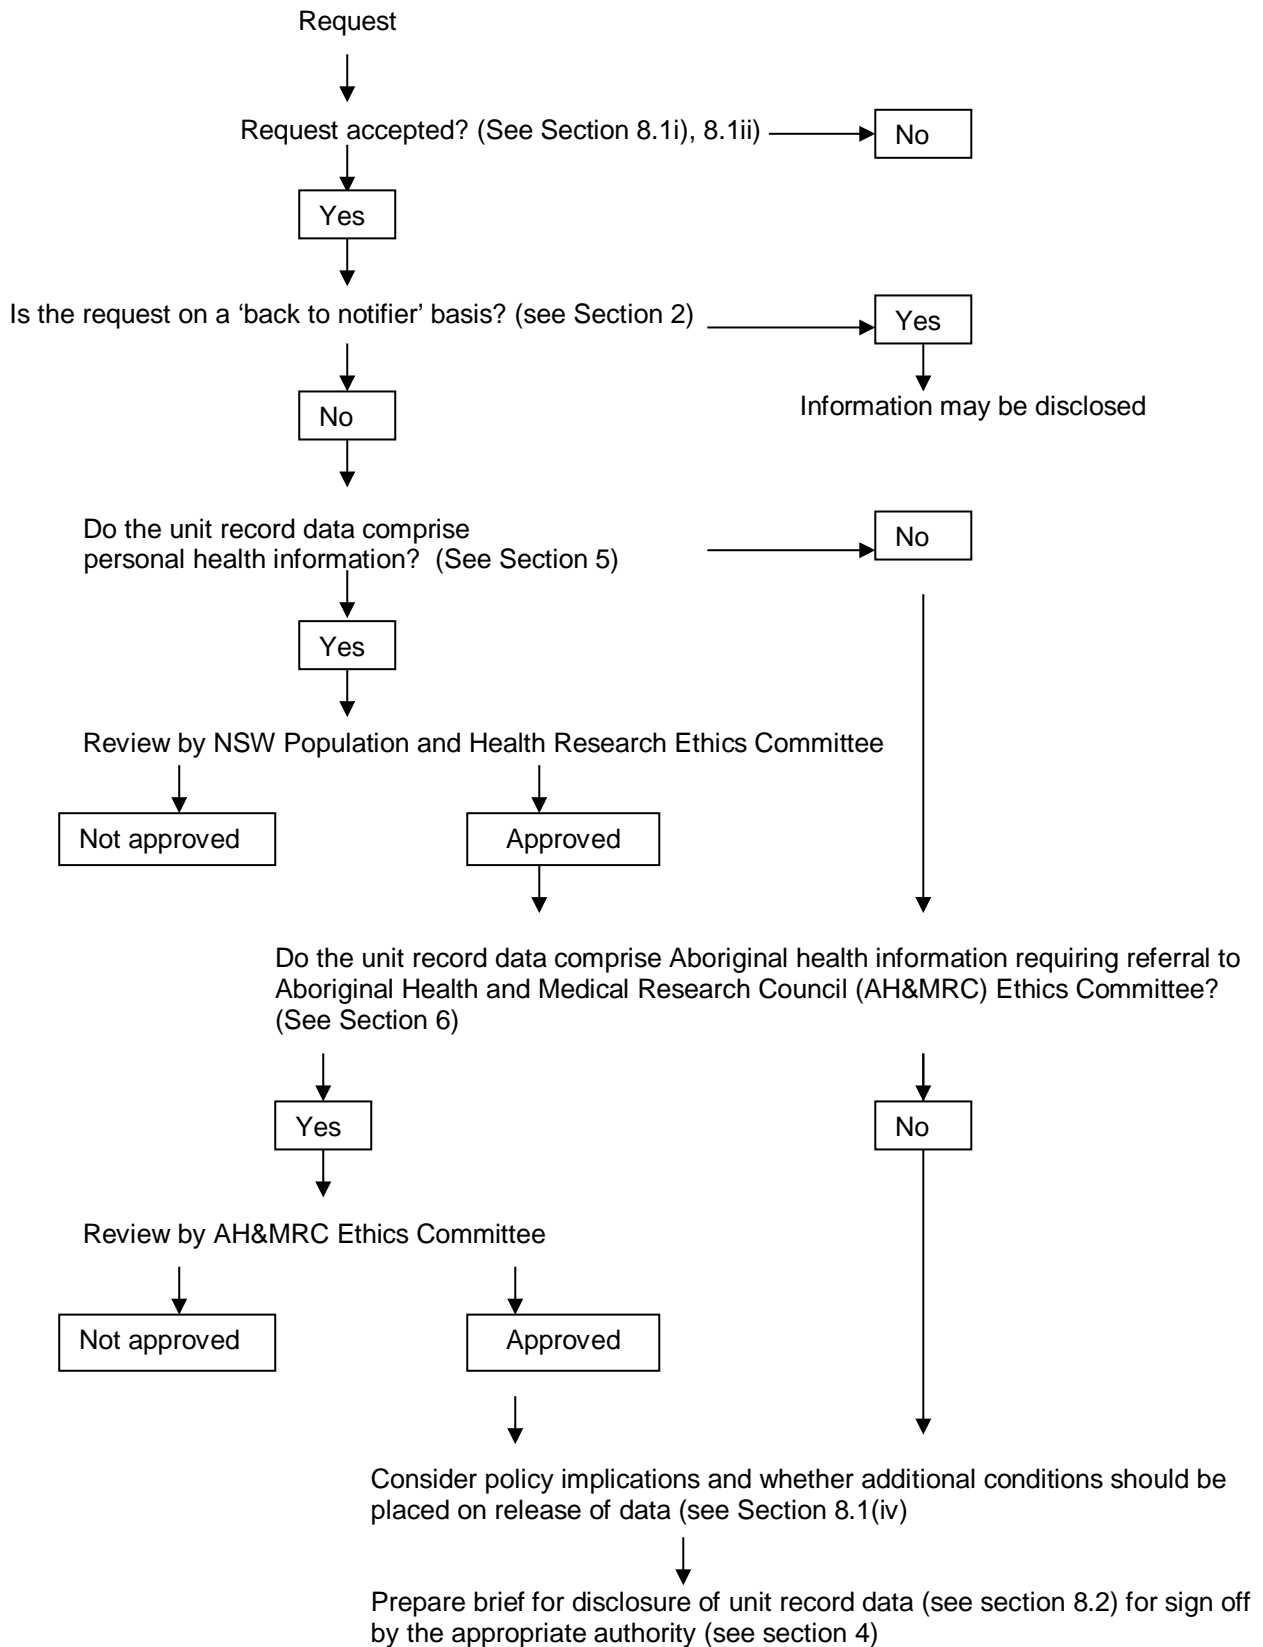 Request
Request accepted? (See Section 8.1i), 8.1ii)
No
Yes
Is the request on a ‘back to notifier’ basis? (see Section 2)
Yes
No
Information may be disclosed
Do the unit record data comprise
personal health information?  (See Section 5)
No
Yes
Review by NSW Population and Health Research Ethics Committee
Not approved
Approved
Do the unit record data comprise Aboriginal health information requiring referral to
Aboriginal Health and Medical Research Council (AH&MRC) Ethics Committee?
(See Section 6)
Yes
No
Review by AH&MRC Ethics Committee
Not approved
Approved
Consider policy implications and whether additional conditions should be
placed on release of data (see Section 8.1(iv)
Prepare brief for disclosure of unit record data (see section 8.2) for sign off
by the appropriate authority (see section 4)